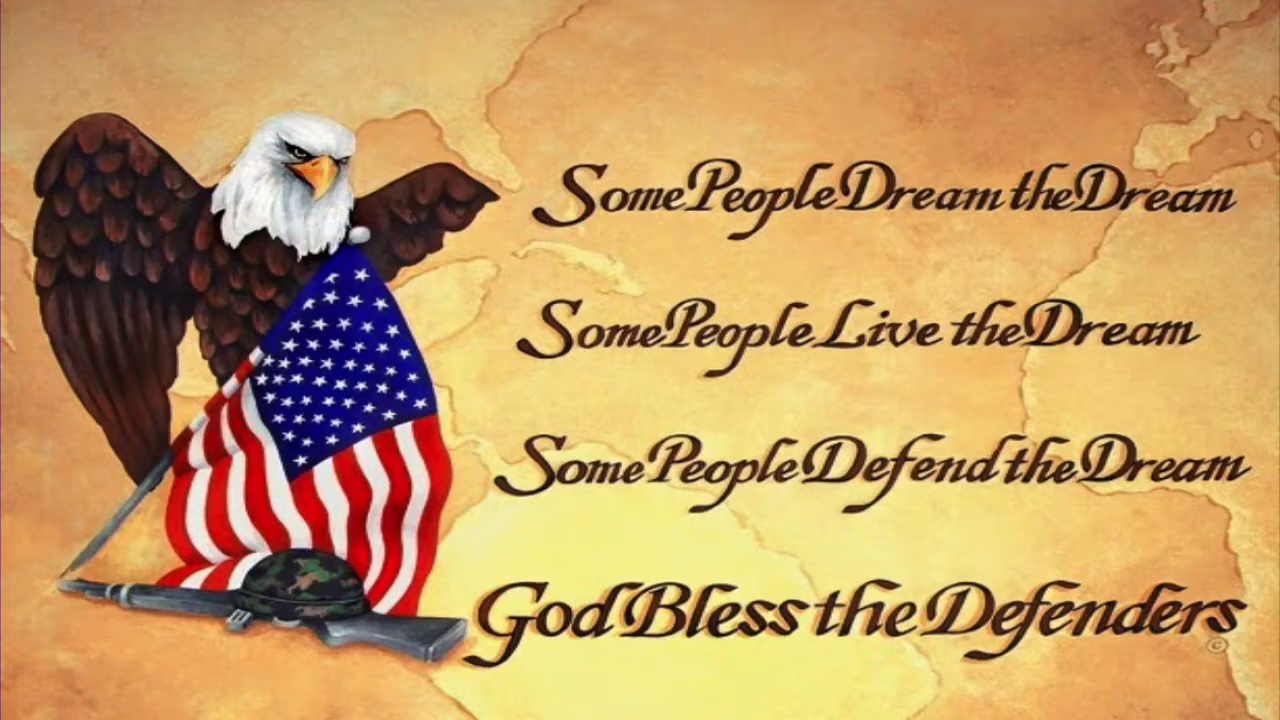 Some People Dream the Dream
Some People Live the Dream
Some People Defend the Dream
God Bless the Defenders
©